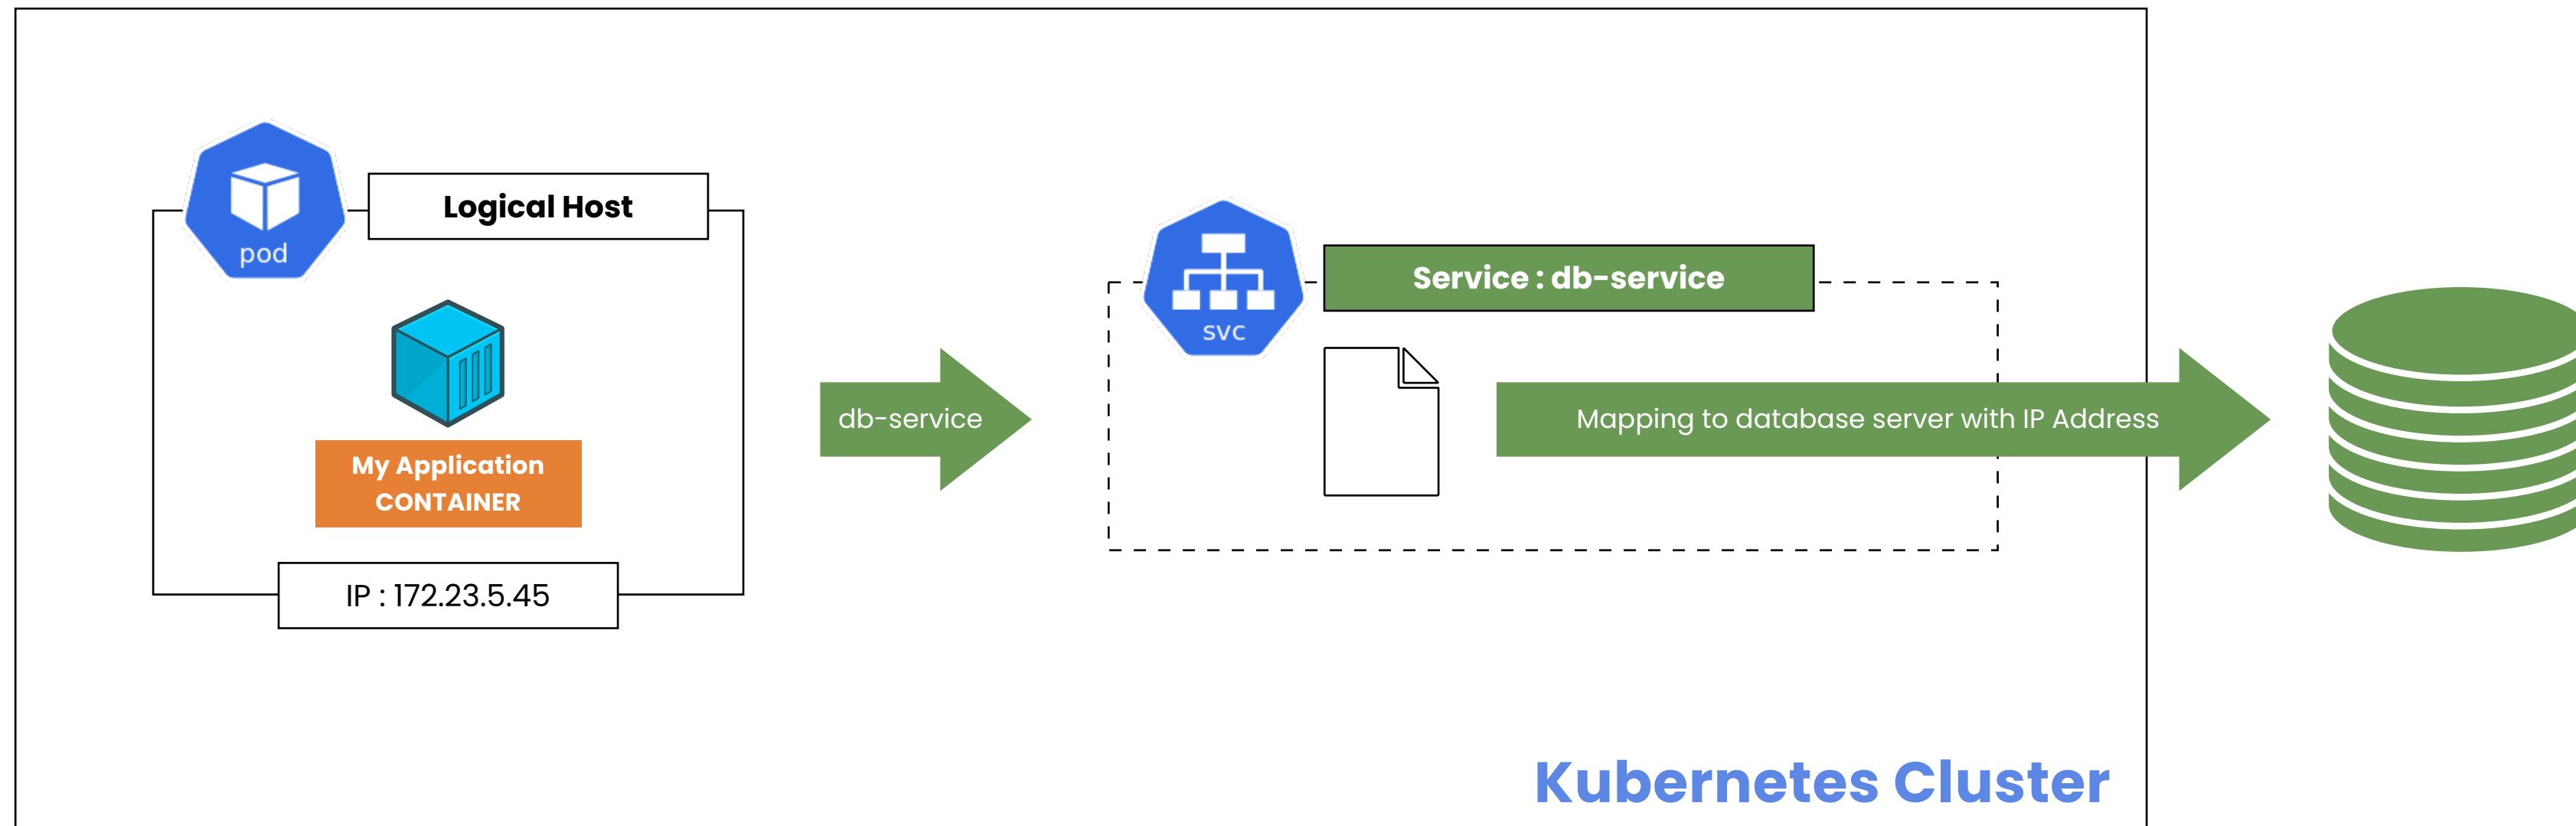 pod
Logical Host
My Application
CONTAINER
IP : 172.23.5.45
db-service
svc
Service : db-service
Mapping to database server with IP Address
Kubernetes Cluster